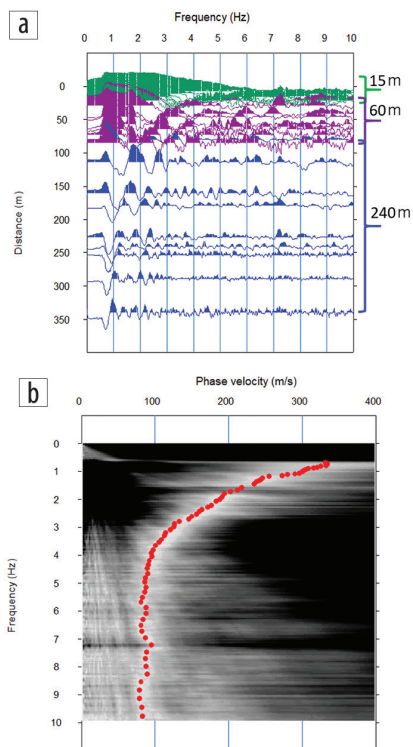 a
Frequency (Hz)
0 1 2 3 4 5 6 7 8 9 10
Distance (m)
0
50
100
150
200
250
300
350
15 m
60 m
240 m
b
Phase velocity (m/s)
0 100 200 300 400
Frequency (Hz)
0
1
2
3
4
5
6
7
8
9
10